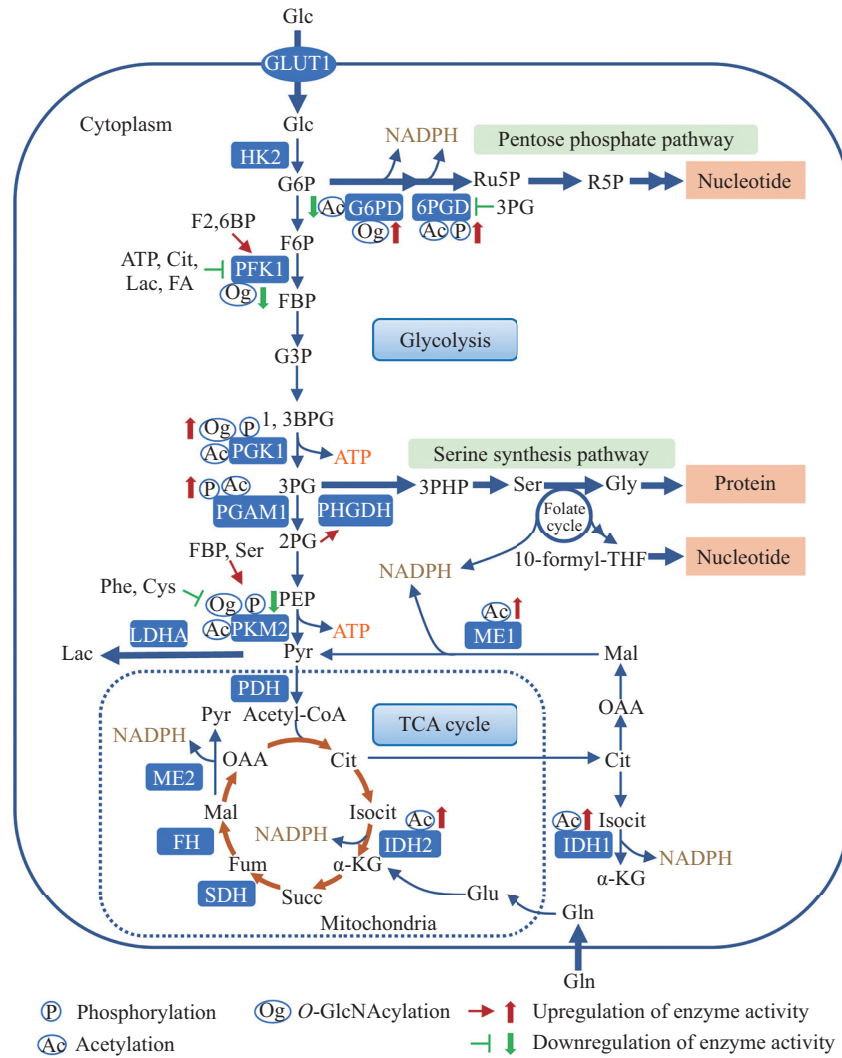 Glc
GLUT1
Cytoplasm
Glc
NADPH
Pentose phosphate pathway
HK2
G6P
Ru5P
R5P
Nucleotide
Ac
G6PD
6PGD
3PG
Og
Ac
P
F2,6BP
F6P
ATP, Cit,
Lac, FA
PFK1
Og
FBP
Glycolysis
G3P
1, 3BPG
Og
P
Ac
PGK1
ATP
Serine synthesis pathway
P
Ac
3PG
3PHP
Ser
Gly
Protein
PGAM1
PHGDH
Folate
cycle
2PG
10-formyl-THF
Nucleotide
FBP, Ser
NADPH
Phe, Cys
Og
P
PEP
Ac
PKM2
ATP
Ac
ME1
LDHA
Lac
Pyr
Mal
PDH
Pyr
Acetyl-CoA
TCA cycle
OAA
NADPH
OAA
Cit
Cit
ME2
Mal
Isocit
Ac
Ac
Isocit
FH
NADPH
IDH2
IDH1
Fum
α-KG
NADPH
α-KG
SDH
Succ
Glu
Gln
Mitochondria
Gln
P Phosphorylation
Og O-GlcNAcylation
Upregulation of enzyme activity
Ac Acetylation
Downregulation of enzyme activity